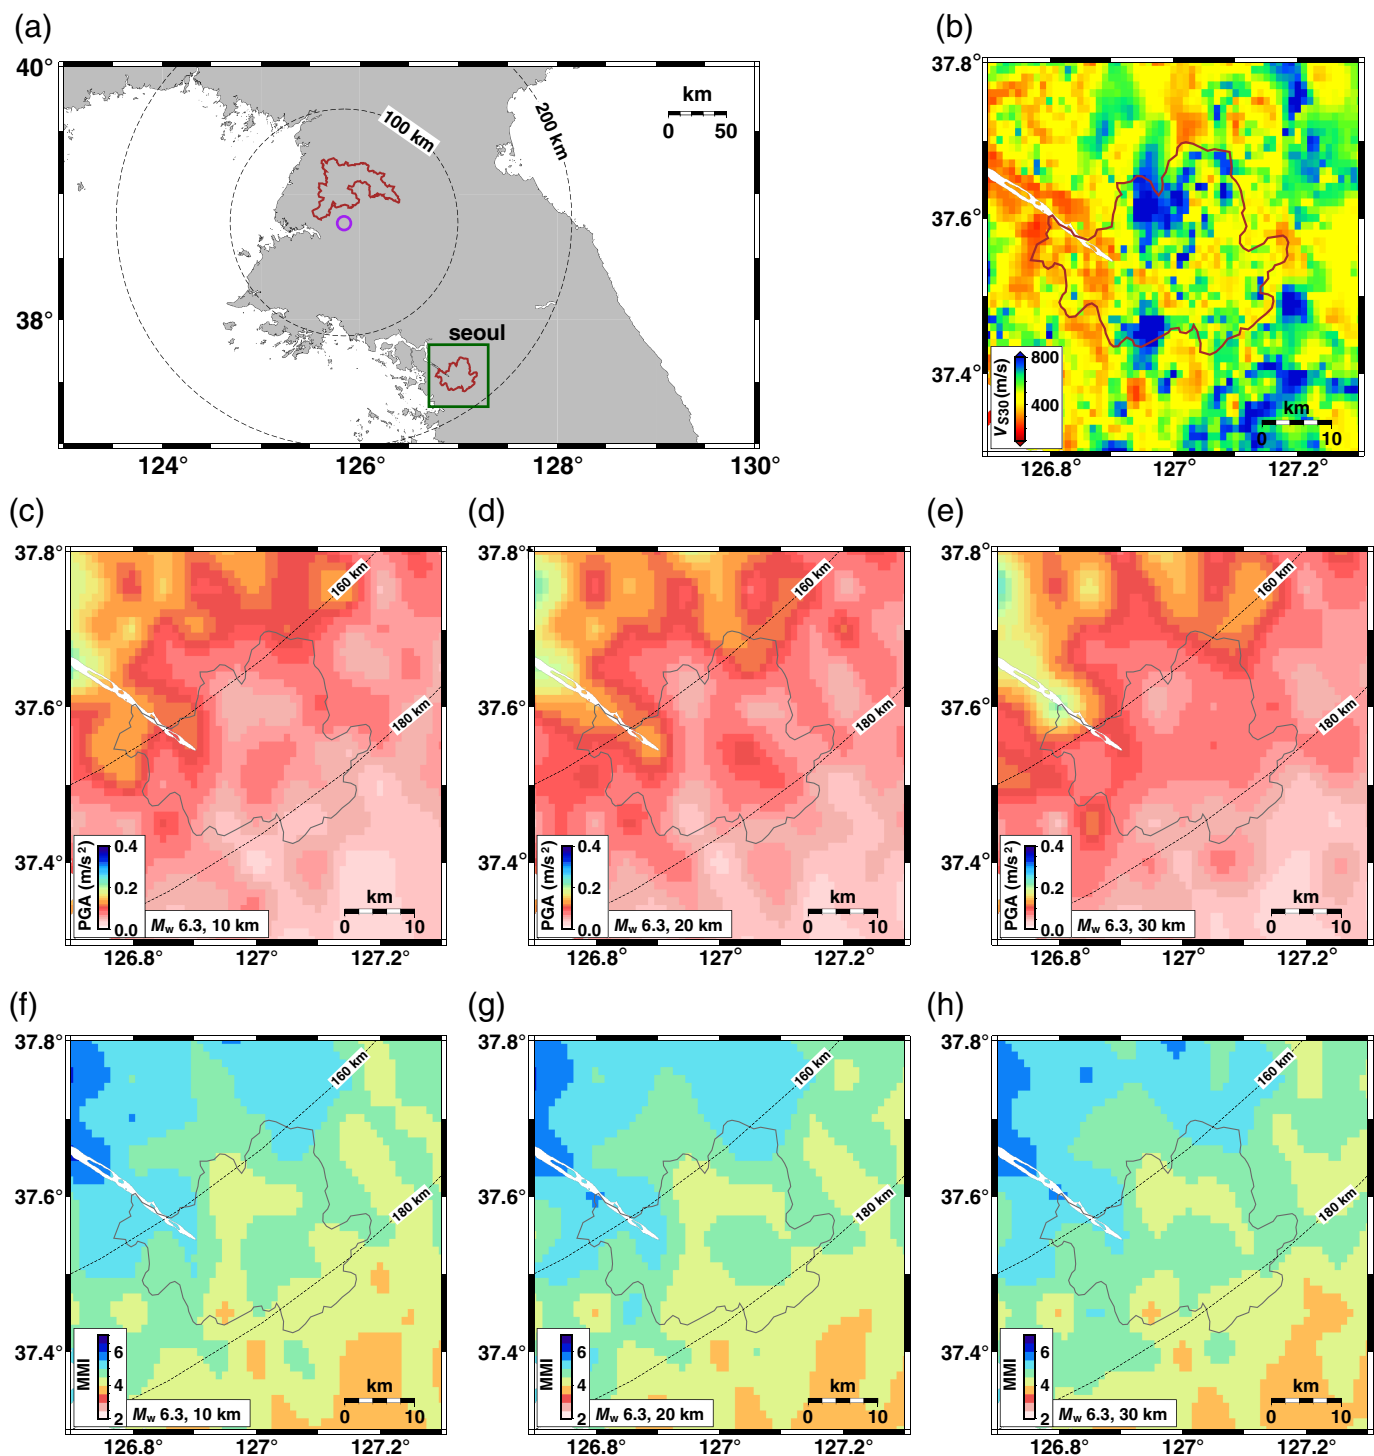 (a)
40°
38°
124°
126°
128°
130°
100 km
200 km
km
0 50
seoul
(b)
37.8°
37.6°
37.4°
126.8°
127°
127.2°
VS30 (m/s)
800
400
km
0 10
(c)
37.8°
37.6°
37.4°
160 km
180 km
PGA (m/s²)
0.4
0.2
0.0
Mw 6.3, 10 km
km
0 10
126.8°
127°
127.2°
(d)
37.8°
37.6°
37.4°
160 km
180 km
PGA (m/s²)
0.4
0.2
0.0
Mw 6.3, 20 km
km
0 10
126.8°
127°
127.2°
(e)
37.8°
37.6°
37.4°
160 km
180 km
PGA (m/s²)
0.4
0.2
0.0
Mw 6.3, 30 km
km
0 10
126.8°
127°
127.2°
(f)
37.8°
37.6°
37.4°
160 km
180 km
MMI
6
4
2
Mw 6.3, 10 km
km
0 10
126.8°
127°
127.2°
(g)
37.8°
37.6°
37.4°
160 km
180 km
MMI
6
4
2
Mw 6.3, 20 km
km
0 10
126.8°
127°
127.2°
(h)
37.8°
37.6°
37.4°
160 km
180 km
MMI
6
4
2
Mw 6.3, 30 km
km
0 10
126.8°
127°
127.2°